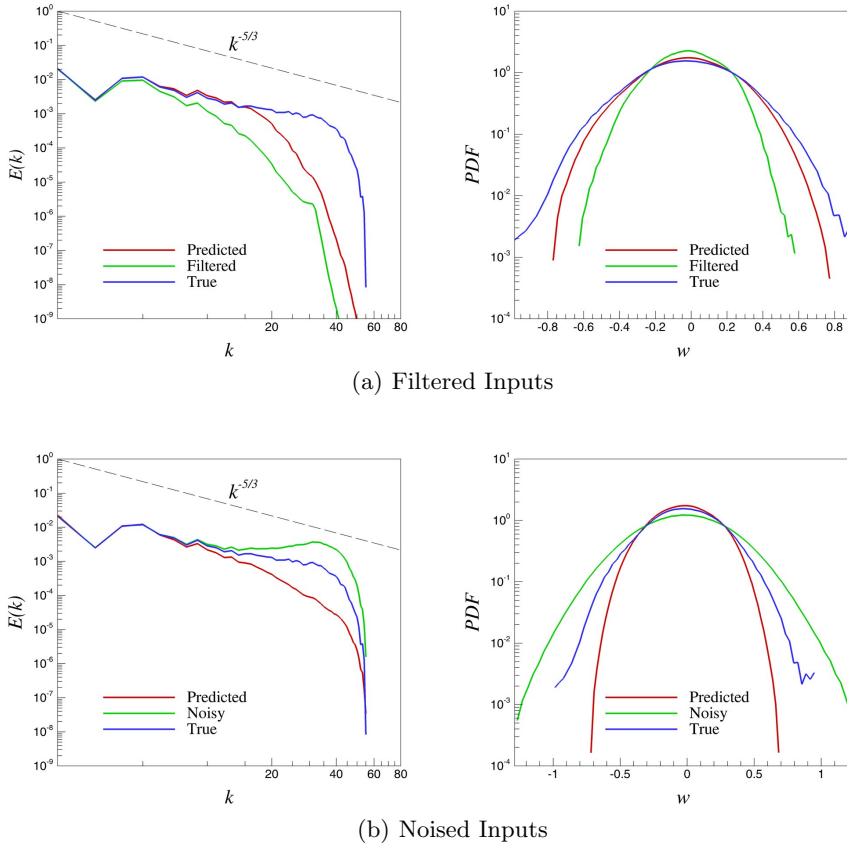 10^0
10^-1
10^-2
10^-3
10^-4
10^-5
10^-6
10^-7
10^-8
10^-9
E(k)
k^-5/3
Predicted
Filtered
True
20 40 60 80
k
10^1
10^0
10^-1
10^-2
10^-3
10^-4
PDF
Predicted
Filtered
True
-0.8 -0.6 -0.4 -0.2 0 0.2 0.4 0.6 0.8
w
(a) Filtered Inputs
10^0
10^-1
10^-2
10^-3
10^-4
10^-5
10^-6
10^-7
10^-8
10^-9
E(k)
k^-5/3
Predicted
Noisy
True
20 40 60 80
k
10^1
10^0
10^-1
10^-2
10^-3
10^-4
PDF
Predicted
Noisy
True
-1 -0.5 0 0.5 1
w
(b) Noised Inputs